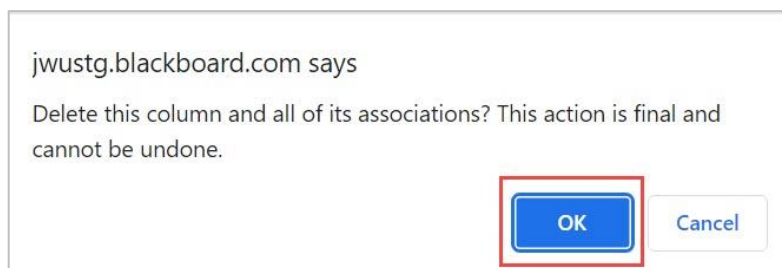 jwustg.blackboard.com says
Delete this column and all of its associations? This action is final and
cannot be undone.
OK Cancel